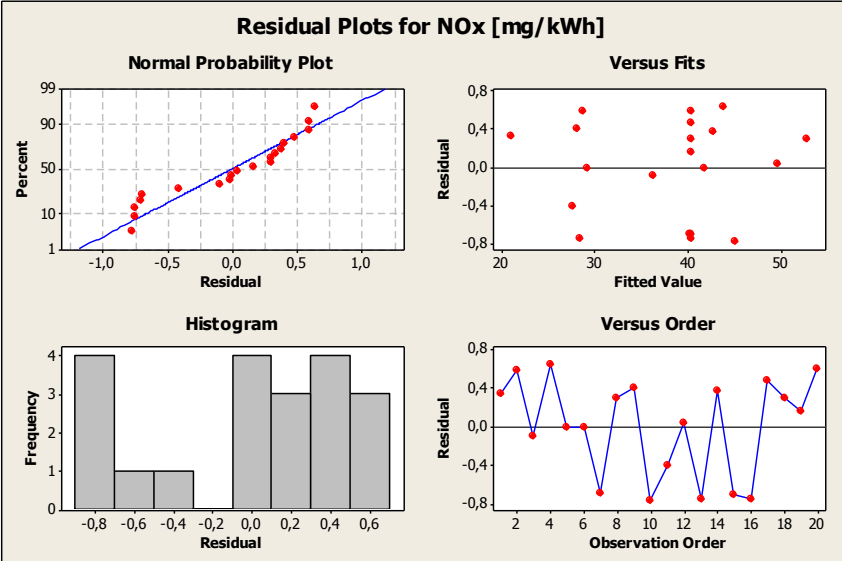 Residual Plots for NOx [mg/kWh]
Normal Probability Plot
99
90
50
10
1
Percent
-1,0 -0,5 0,0 0,5 1,0
Residual
Versus Fits
0,8
0,4
0,0
-0,4
-0,8
Residual
20 30 40 50
Fitted Value
Histogram
4
3
2
1
0
Frequency
-0,8 -0,6 -0,4 -0,2 0,0 0,2 0,4 0,6
Residual
Versus Order
0,8
0,4
0,0
-0,4
-0,8
Residual
2 4 6 8 10 12 14 16 18 20
Observation Order